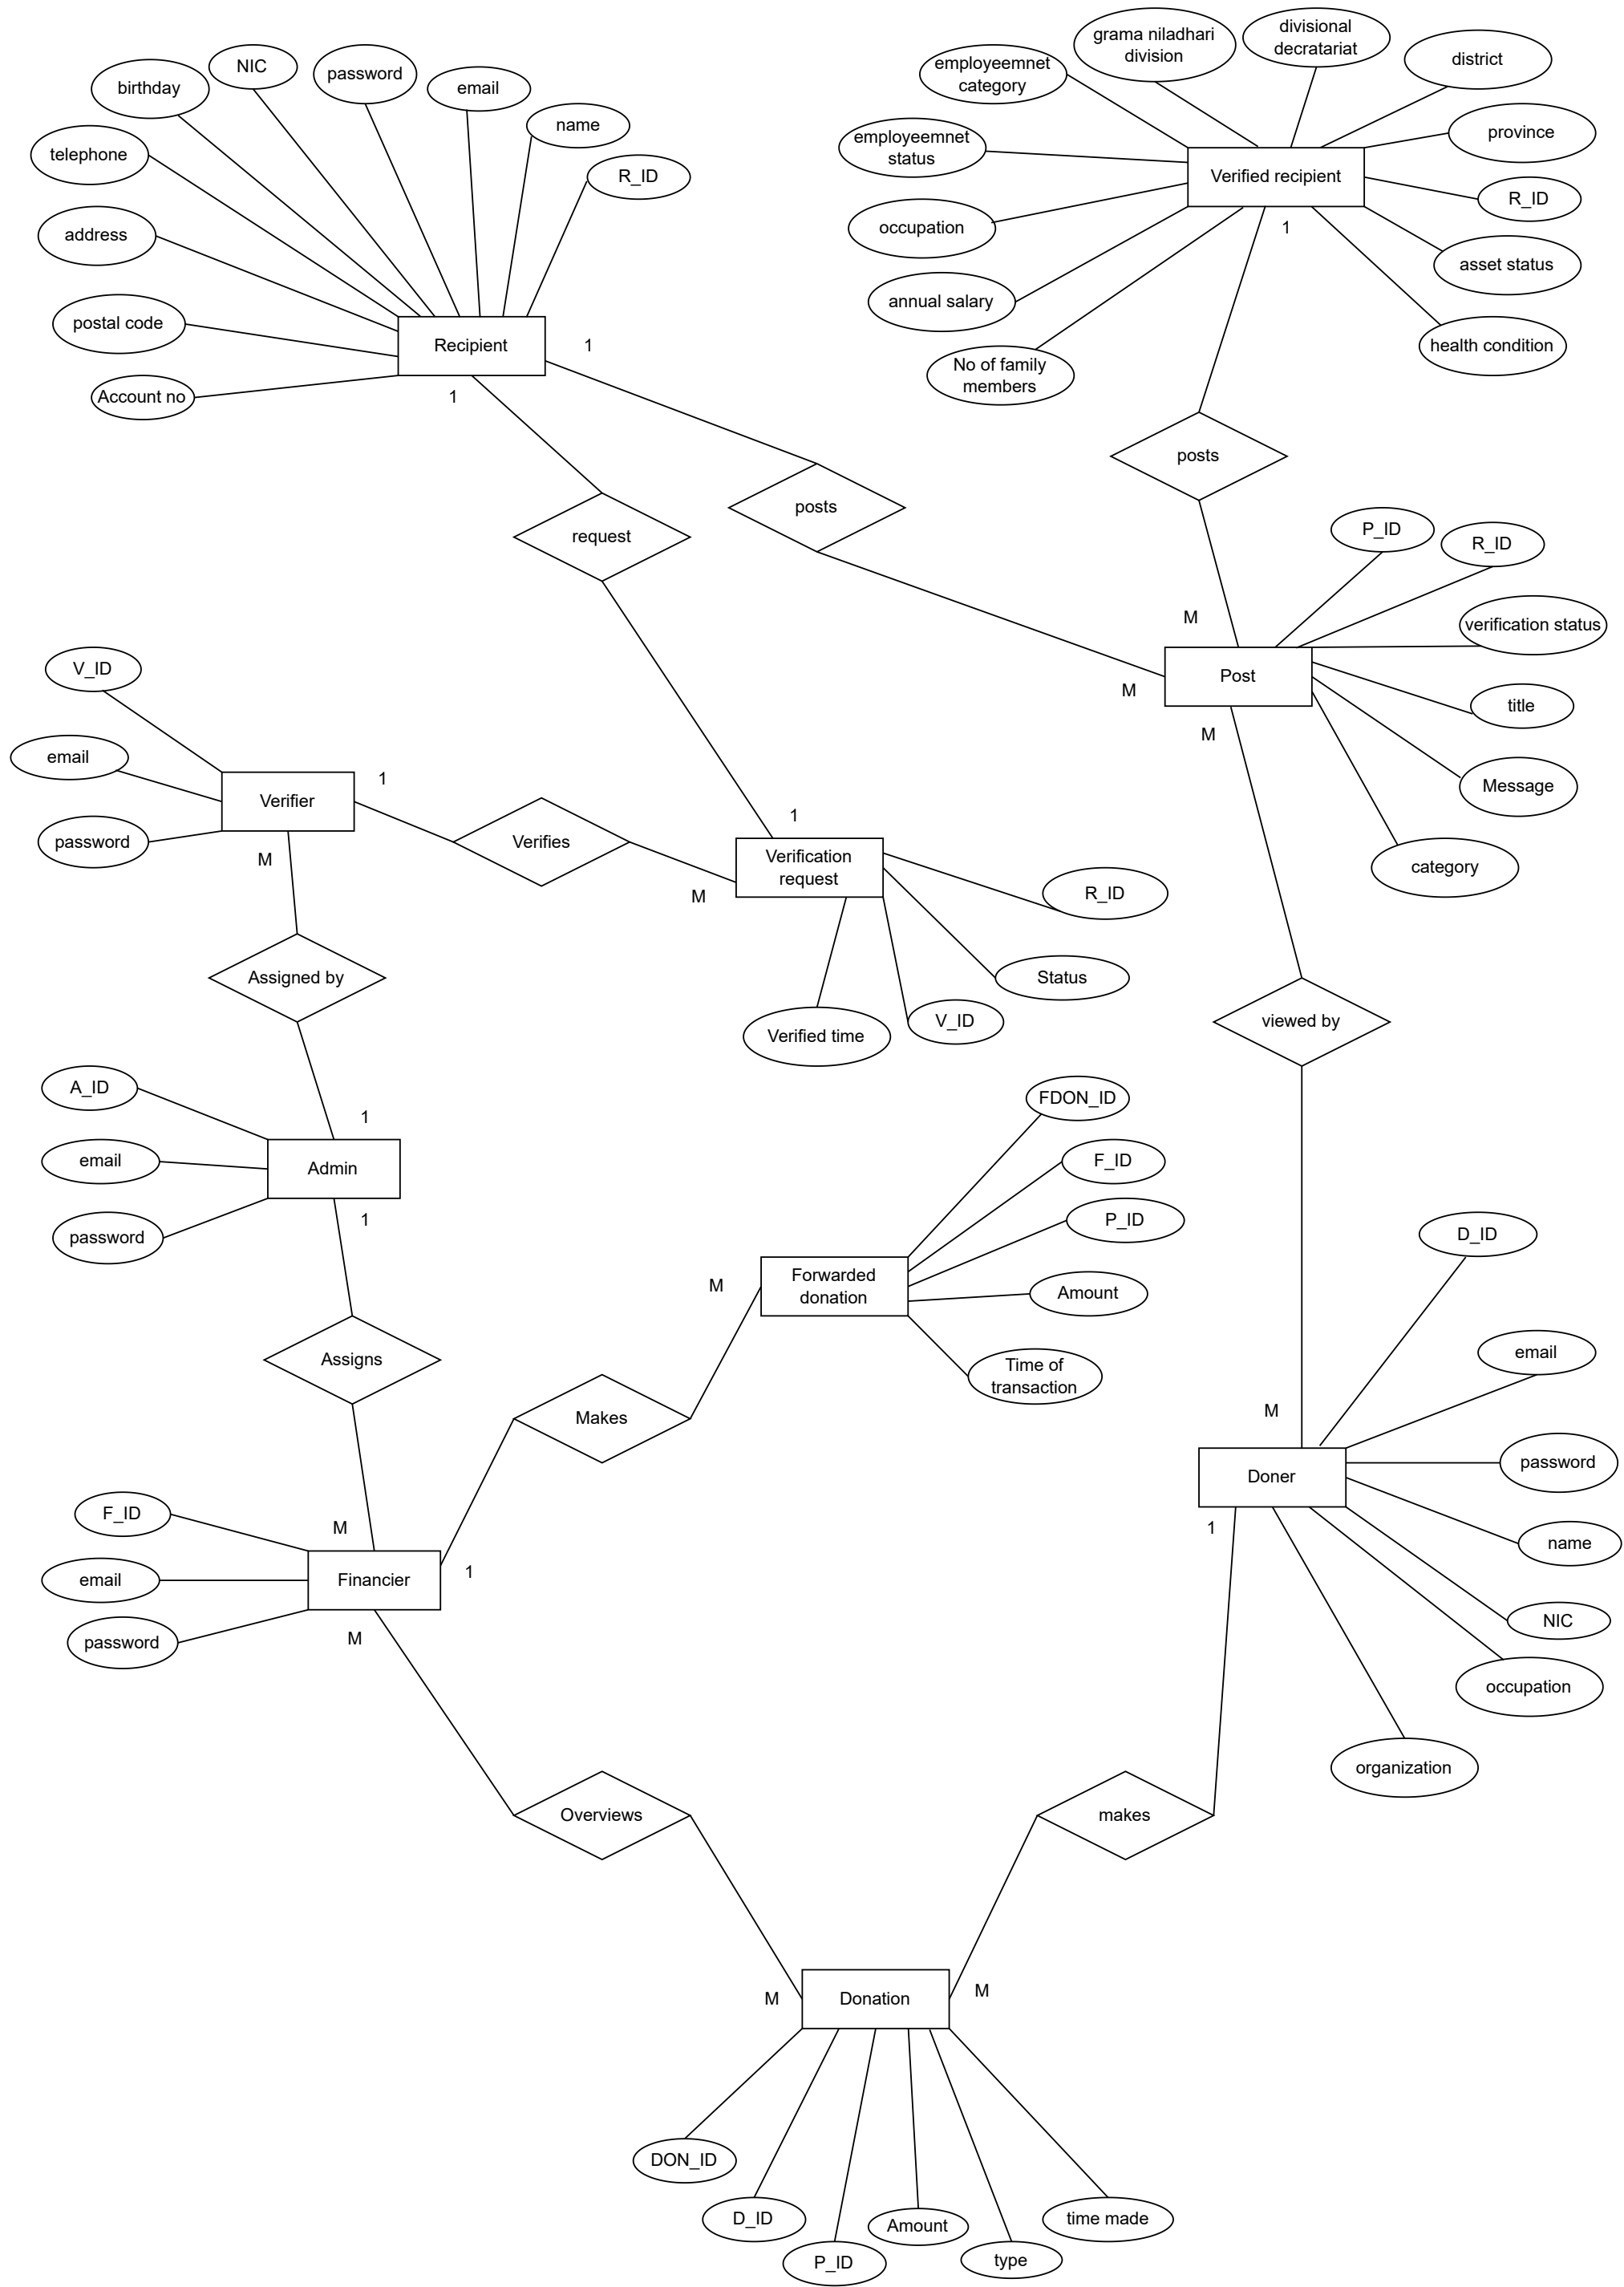 grama niladhari
division
divisional
decratariat
district
employeemnet
category
NIC
password
email
birthday
name
province
employeemnet
status
telephone
R_ID
Verified recipient
R_ID
address
occupation
1
asset status
annual salary
postal code
Recipient
1
health condition
No of family
members
Account no
1
posts
posts
request
P_ID
R_ID
M
verification status
V_ID
Post
M
title
M
email
1
Message
Verifier
1
password
Verifies
M
Verification
request
category
M
R_ID
Assigned by
Status
V_ID
viewed by
Verified time
A_ID
FDON_ID
1
email
Admin
F_ID
1
P_ID
password
D_ID
Forwarded
donation
M
Amount
Assigns
Time of
transaction
email
Makes
M
Doner
password
F_ID
M
1
name
email
Financier
1
password
M
NIC
occupation
organization
Overviews
makes
M
Donation
M
DON_ID
D_ID
Amount
time made
P_ID
type